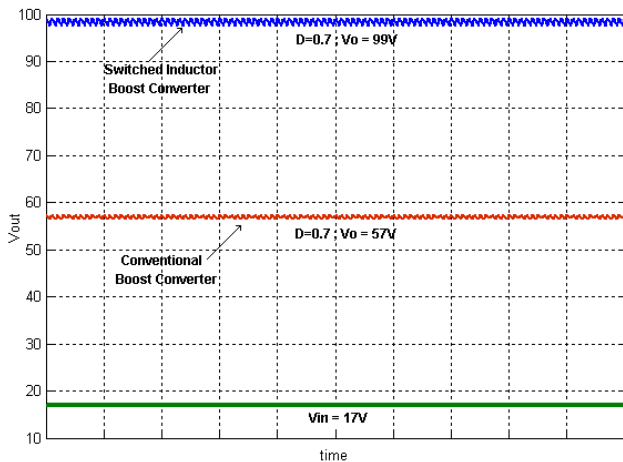 100
D=0.7 , Vo = 99V
90
Switched Inductor
Boost Converter
80
70
60
Vout
D=0.7 , Vo = 57V
50
Conventional
Boost Converter
40
30
20
Vin = 17V
10
time